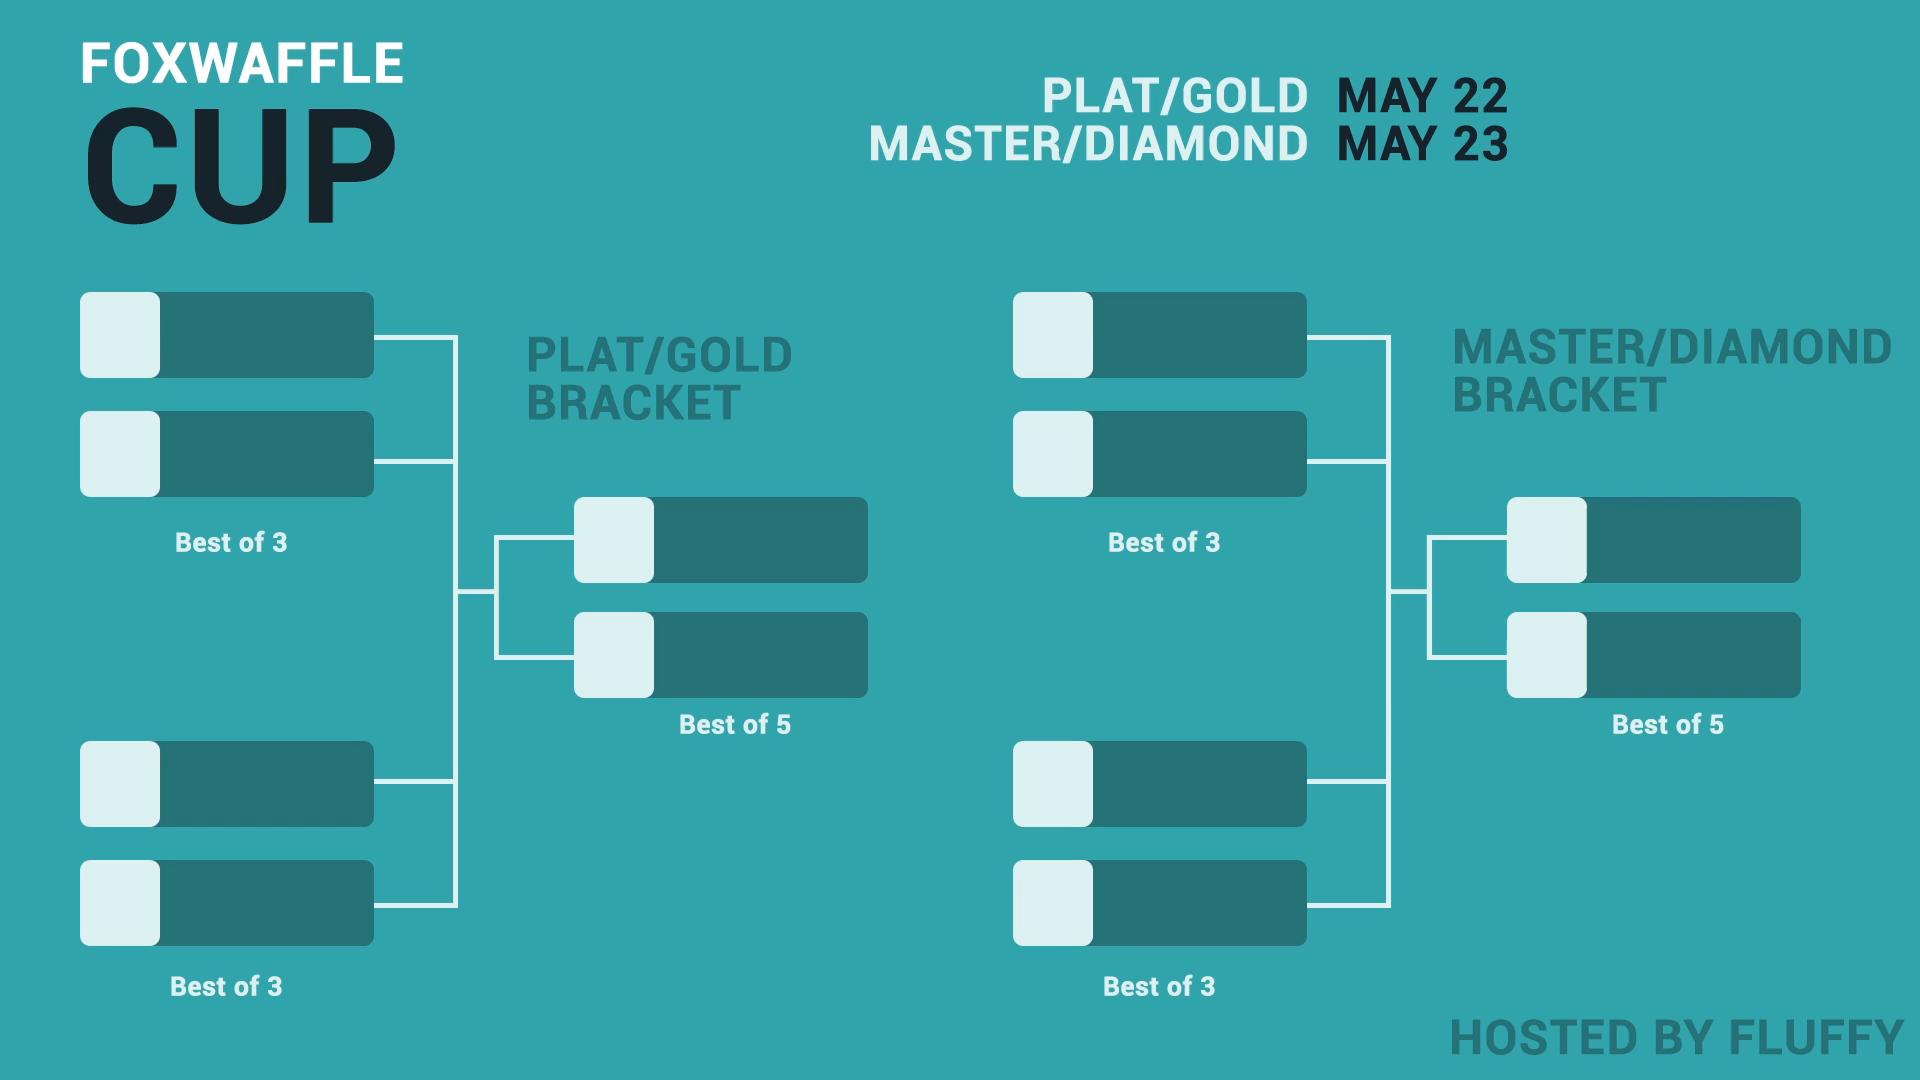 FOXWAFFLE
CUP
PLAT/GOLD MAY 22
MASTER/DIAMOND MAY 23
PLAT/GOLD
BRACKET
Best of 3
Best of 5
Best of 3
MASTER/DIAMOND
BRACKET
Best of 3
Best of 5
Best of 3
HOSTED BY FLUFFY